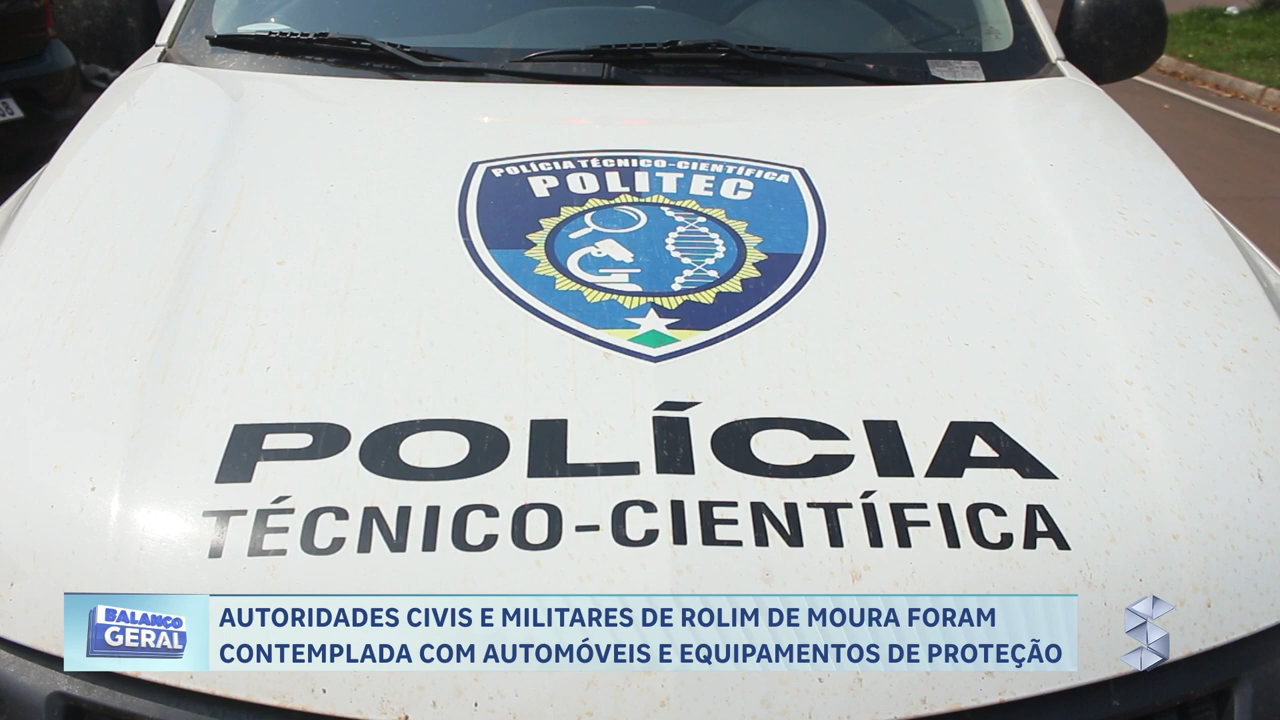 POLÍCIA TÉCNICO-CIENTÍFICA
POLITEC
POLÍCIA
TÉCNICO-CIENTÍFICA
BALANÇO
GERAL
AUTORIDADES CIVIS E MILITARES DE ROLIM DE MOURA FORAM
CONTEMPLADA COM AUTOMÓVEIS E EQUIPAMENTOS DE PROTEÇÃO